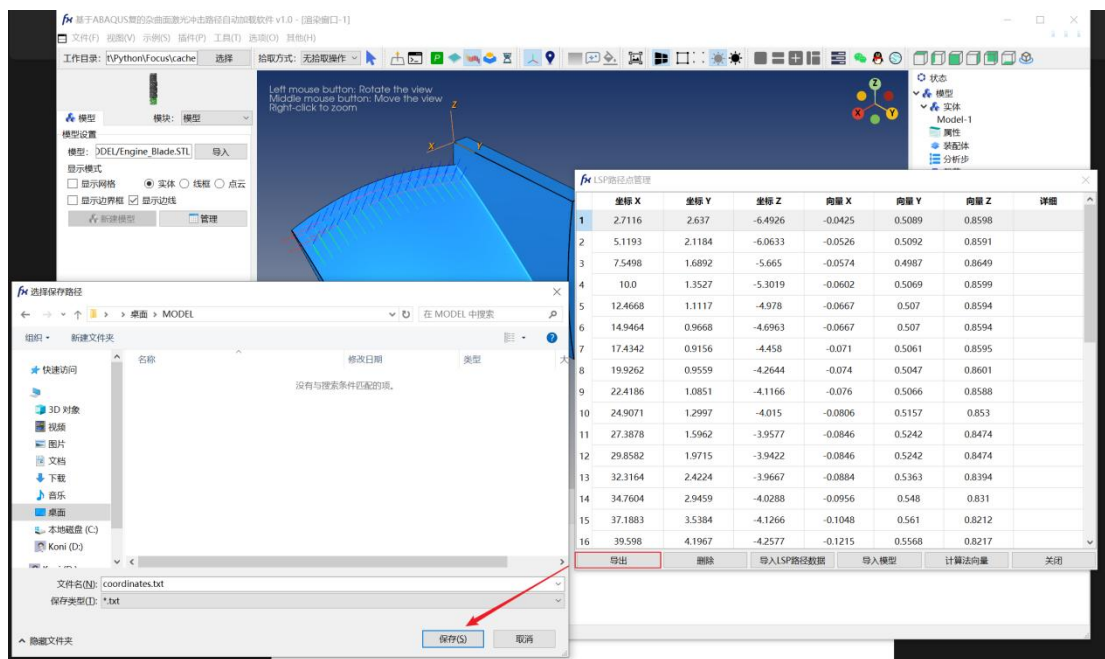 基于ABAQUS复的杂曲面激光冲击路径自动加载软件 v1.0 - [渲染窗口-1]
文件(F) 视图(V) 示例(S) 插件(P) 工具(T) 选项(O) 其他(H)
工作目录: t\Python\Focus\cache 选择 拾取方式: 无拾取操作
模型 模块: 模型
模型设置
模型: DDEL/Engine_Blade.STL 导入
显示模式
显示网格 实体 线框 点云
显示边界框 显示边线
新建模型 管理
Left mouse button: Rotate the view
Middle mouse button: Move the view
Right-click to zoom
Z
X
Z
X Y
状态
模型
实体
Model-1
属性
装配体
分析步
LSP路径点管理
坐标 X 坐标 Y 坐标 Z 向量 X 向量 Y 向量 Z 详细
1 2.7116 2.637 -6.4926 -0.0425 0.5089 0.8598
2 5.1193 2.1184 -6.0633 -0.0526 0.5092 0.8591
3 7.5498 1.6892 -5.665 -0.0574 0.4987 0.8649
4 10.0 1.3527 -5.3019 -0.0602 0.5069 0.8599
5 12.4668 1.1117 -4.978 -0.0667 0.507 0.8594
6 14.9464 0.9668 -4.6963 -0.0667 0.507 0.8594
7 17.4342 0.9156 -4.458 -0.071 0.5061 0.8595
8 19.9262 0.9559 -4.2644 -0.074 0.5047 0.8601
9 22.4186 1.0851 -4.1166 -0.076 0.5066 0.8588
10 24.9071 1.2997 -4.015 -0.0806 0.5157 0.853
11 27.3878 1.5962 -3.9577 -0.0846 0.5242 0.8474
12 29.8582 1.9715 -3.9422 -0.0846 0.5242 0.8474
13 32.3164 2.4224 -3.9667 -0.0884 0.5363 0.8394
14 34.7604 2.9459 -4.0288 -0.0956 0.548 0.831
15 37.1883 3.5384 -4.1266 -0.1048 0.561 0.8212
16 39.598 4.1967 -4.2577 -0.1215 0.5568 0.8217
导出 删除 导入LSP路径数据 导入模型 计算法向量 关闭
选择保存路径
桌面 › MODEL 在 MODEL 中搜索
组织 新建文件夹
名称 修改日期 类型 大
没有与搜索条件匹配的项。
快速访问
3D 对象
视频
图片
文档
下载
音乐
桌面
本地磁盘 (C:)
Koni (D:)
文件名(N): coordinates.txt
保存类型(T): *.txt
隐藏文件夹 保存(S) 取消